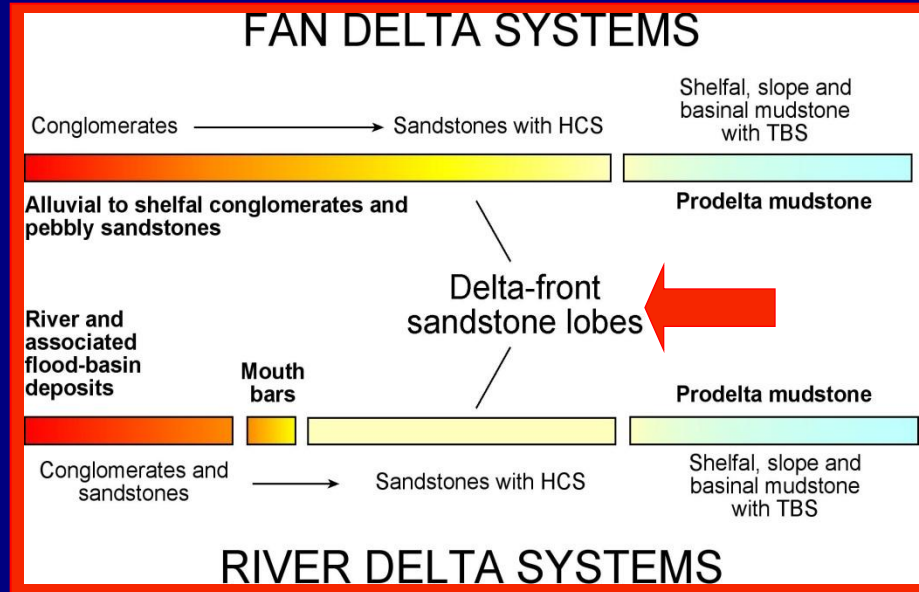 FAN DELTA SYSTEMS
Conglomerates
Sandstones with HCS
Shelfal, slope and
basinal mudstone
with TBS
Alluvial to shelfal conglomerates and
pebbly sandstones
Prodelta mudstone
Delta-front
sandstone lobes
River and
associated
flood-basin
deposits
Mouth
bars
Prodelta mudstone
Conglomerates and
sandstones
Sandstones with HCS
Shelfal, slope and
basinal mudstone
with TBS
RIVER DELTA SYSTEMS